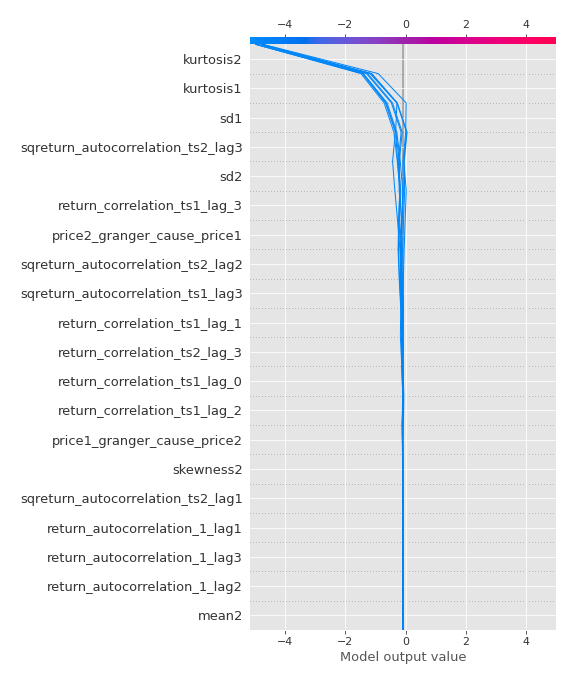 −4 −2 0 2 4
kurtosis2
kurtosis1
sd1
sqreturn_autocorrelation_ts2_lag3
sd2
return_correlation_ts1_lag_3
price2_granger_cause_price1
sqreturn_autocorrelation_ts2_lag2
sqreturn_autocorrelation_ts1_lag3
return_correlation_ts1_lag_1
return_correlation_ts2_lag_3
return_correlation_ts1_lag_0
return_correlation_ts1_lag_2
price1_granger_cause_price2
skewness2
sqreturn_autocorrelation_ts2_lag1
return_autocorrelation_1_lag1
return_autocorrelation_1_lag3
return_autocorrelation_1_lag2
mean2
−4 −2 0 2 4
Model output value